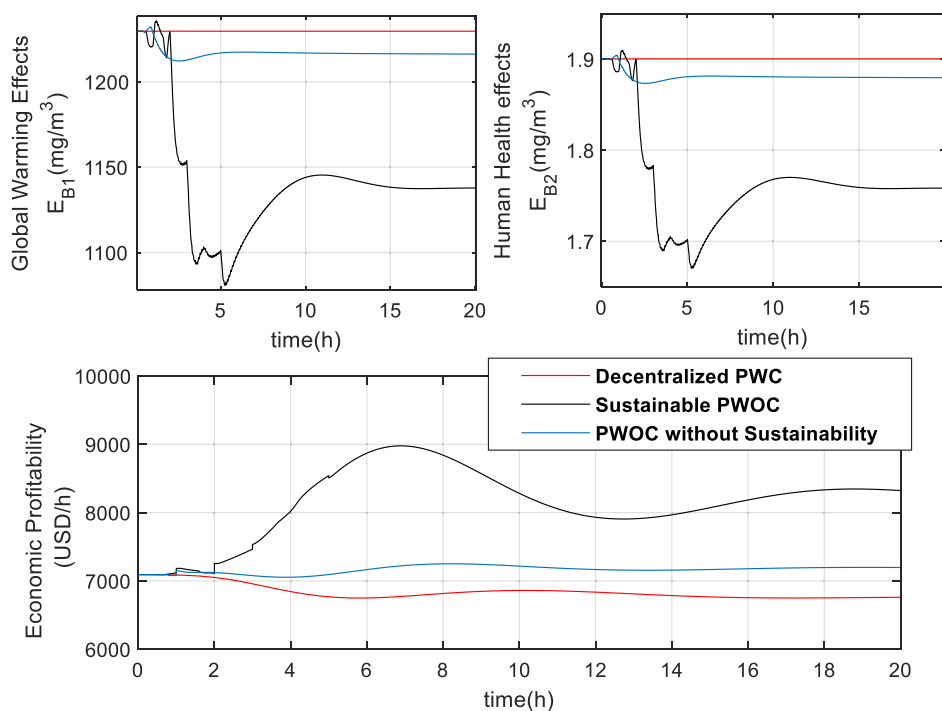 Global Warming Effects
E_B1(mg/m³)
1200
1150
1100
5
10
15
20
time(h)
Human Health effects
E_B2(mg/m³)
1.9
1.8
1.7
0
5
10
15
time(h)
Economic Profitability
(USD/h)
10000
9000
8000
7000
6000
Decentralized PWC
Sustainable PWOC
PWOC without Sustainability
0
2
4
6
8
10
12
14
16
18
20
time(h)